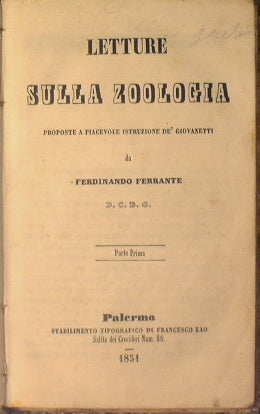 LETTURE
SULLA ZOOLOGIA
PROPOSTE A PIACEVOLE ISTRUZIONE DE' GIOVANETTI
da
FERDINANDO FERRANTE
D. C. D. G.
Parte Prima
Palermo
STABILIMENTO TIPOGRAFICO DI FRANCESCO LAO
Salita dei Crociferi Num. 86.
1851